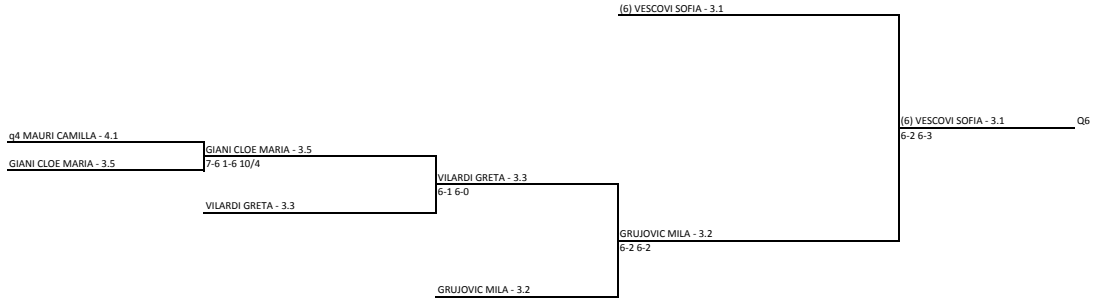 (6) VESCOVI SOFIA - 3.1
(6) VESCOVI SOFIA - 3.1 Q6
6-2 6-3
q4 MAURI CAMILLA - 4.1
GIANI CLOE MARIA - 3.5
GIANI CLOE MARIA - 3.5
7-6 1-6 10/4
VILARDI GRETA - 3.3
6-1 6-0
VILARDI GRETA - 3.3
GRUJOVIC MILA - 3.2
6-2 6-2
GRUJOVIC MILA - 3.2